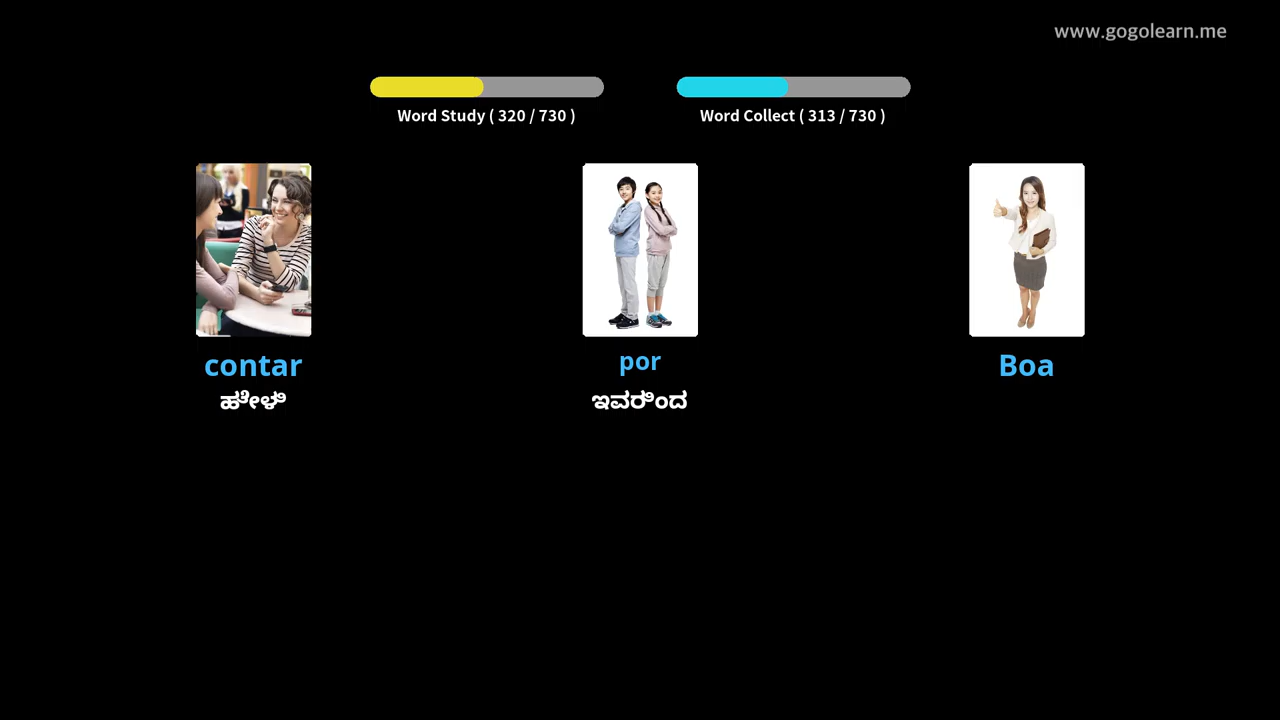 www.gogolearn.me
Word Study ( 320 / 730 )
Word Collect ( 313 / 730 )
contar
ಹೇಳಿ
por
ಇವರಿಂದ
Boa